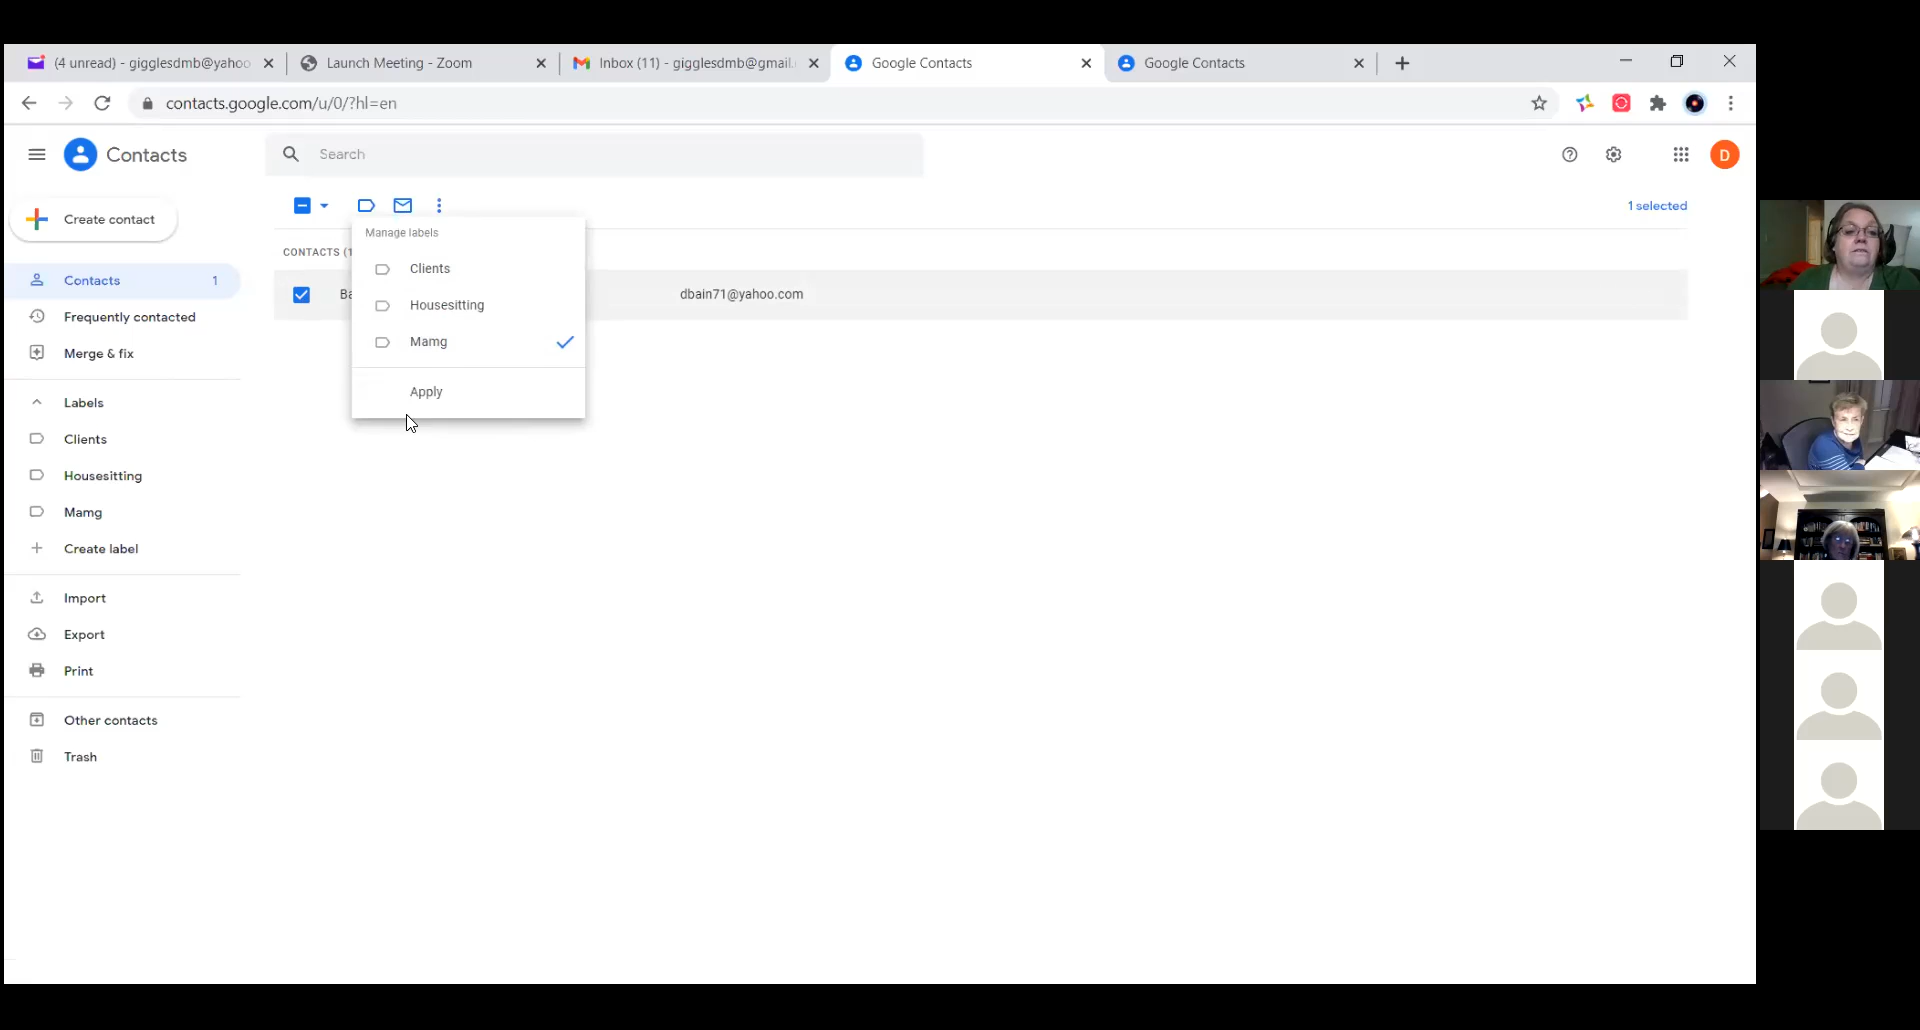 (4 unread) - gigglesdmb@yahoo
Launch Meeting - Zoom
Inbox (11) - gigglesdmb@gmail.
Google Contacts
Google Contacts
contacts.google.com/u/0/?hl=en
Contacts
Search
D
Create contact
1 selected
Manage labels
CONTACTS (1
Clients
Ba
dbain71@yahoo.com
Housesitting
Mamg
Apply
Contacts 1
Frequently contacted
Merge & fix
Labels
Clients
Housesitting
Mamg
Create label
Import
Export
Print
Other contacts
Trash